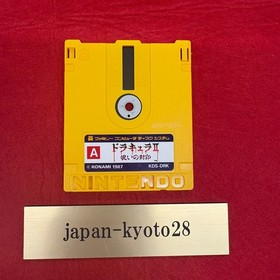 ファミリー コンピュータ ディスク システム
A
ドラキュラII
呪いの封印
© KONAMI 1987
KDS-DRK
NINTENDO
japan-kyoto28